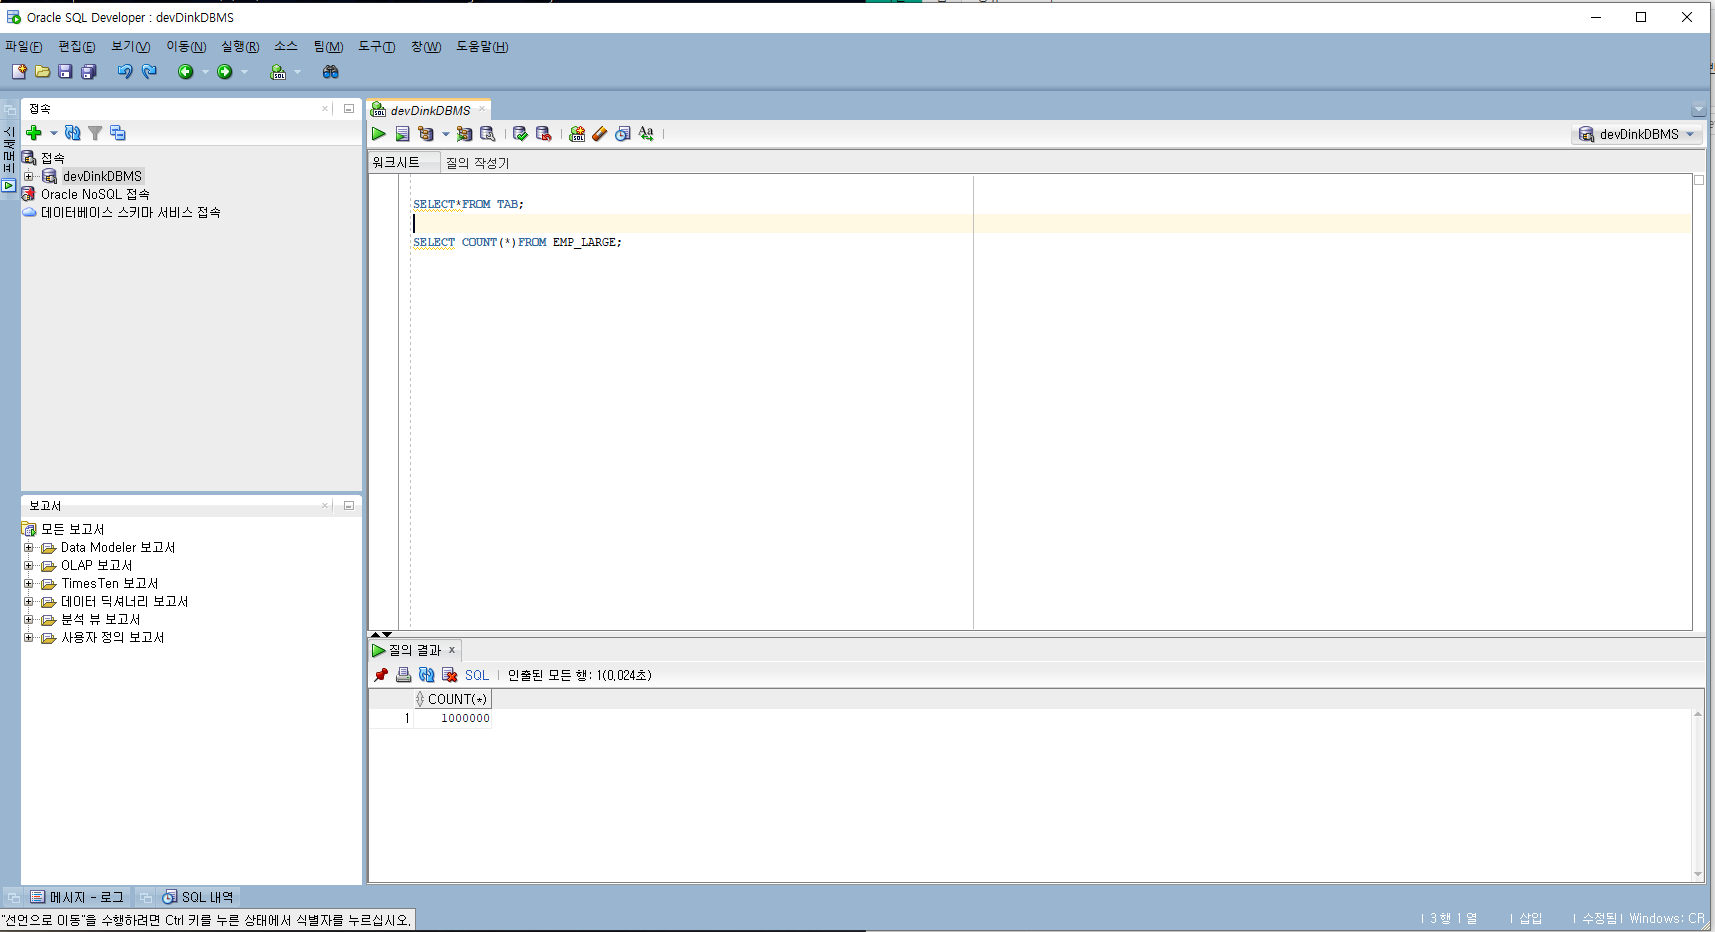 Oracle SQL Developer : devDinkDBMS
파일(F) 편집(E) 보기(V) 이동(N) 실행(R) 소스 팀(M) 도구(T) 창(W) 도움말(H)
프로세스
접속
접속
devDinkDBMS
Oracle NoSQL 접속
데이터베이스 스키마 서비스 접속
보고서
모든 보고서
Data Modeler 보고서
OLAP 보고서
TimesTen 보고서
데이터 딕셔너리 보고서
분석 뷰 보고서
사용자 정의 보고서
devDinkDBMS
devDinkDBMS
워크시트 질의 작성기
SELECT*FROM TAB;
SELECT COUNT(*)FROM EMP_LARGE;
질의 결과 x
SQL | 인출된 모든 행: 1(0,024초)
COUNT(*)
1 1000000
메시지 - 로그 SQL 내역
"선언으로 이동"을 수행하려면 Ctrl 키를 누른 상태에서 식별자를 누르십시오.
| 3 행 1 열 | 삽입 | 수정됨 | Windows: CR